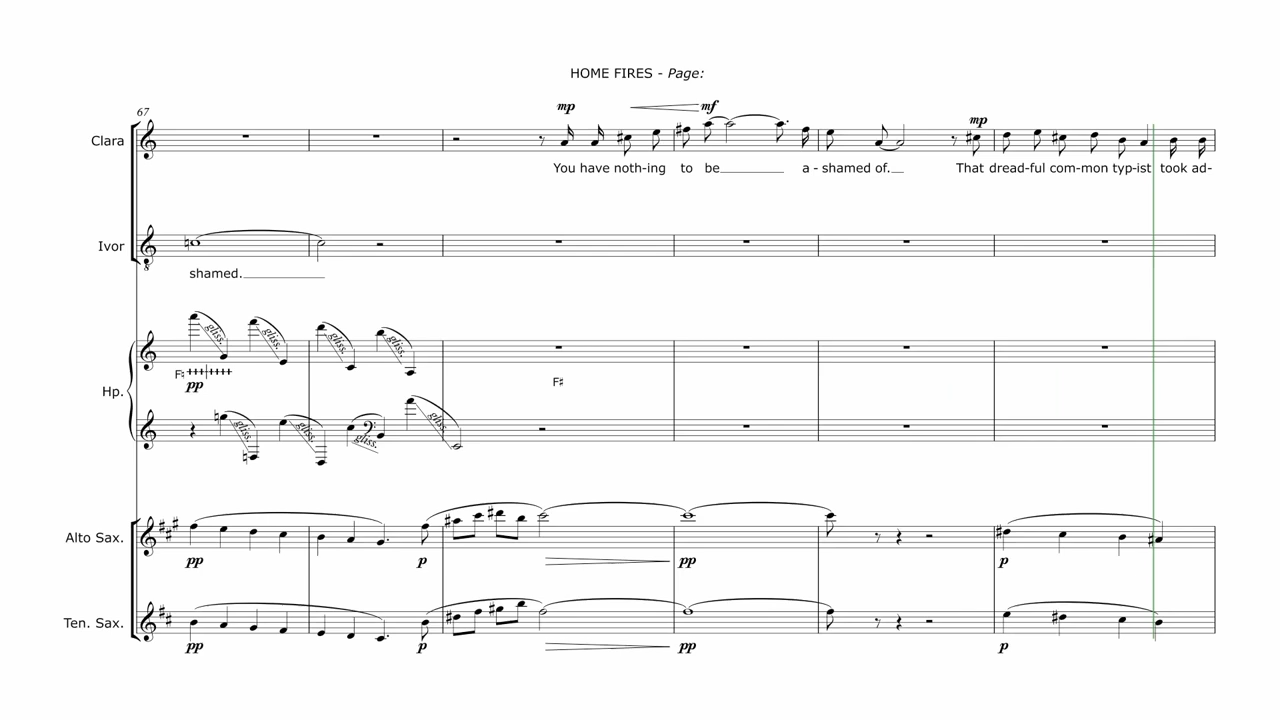 HOME FIRES - Page:
67
mp mf mp
Clara
You have noth-ing to be a - shamed of. That dread-ful com-mon typ-ist took ad-
Ivor
shamed.
gliss. gliss. gliss. gliss.
F♮
pp
F♯
Hp.
gliss. gliss. gliss. gliss.
Alto Sax.
pp p pp p
Ten. Sax.
pp p pp p